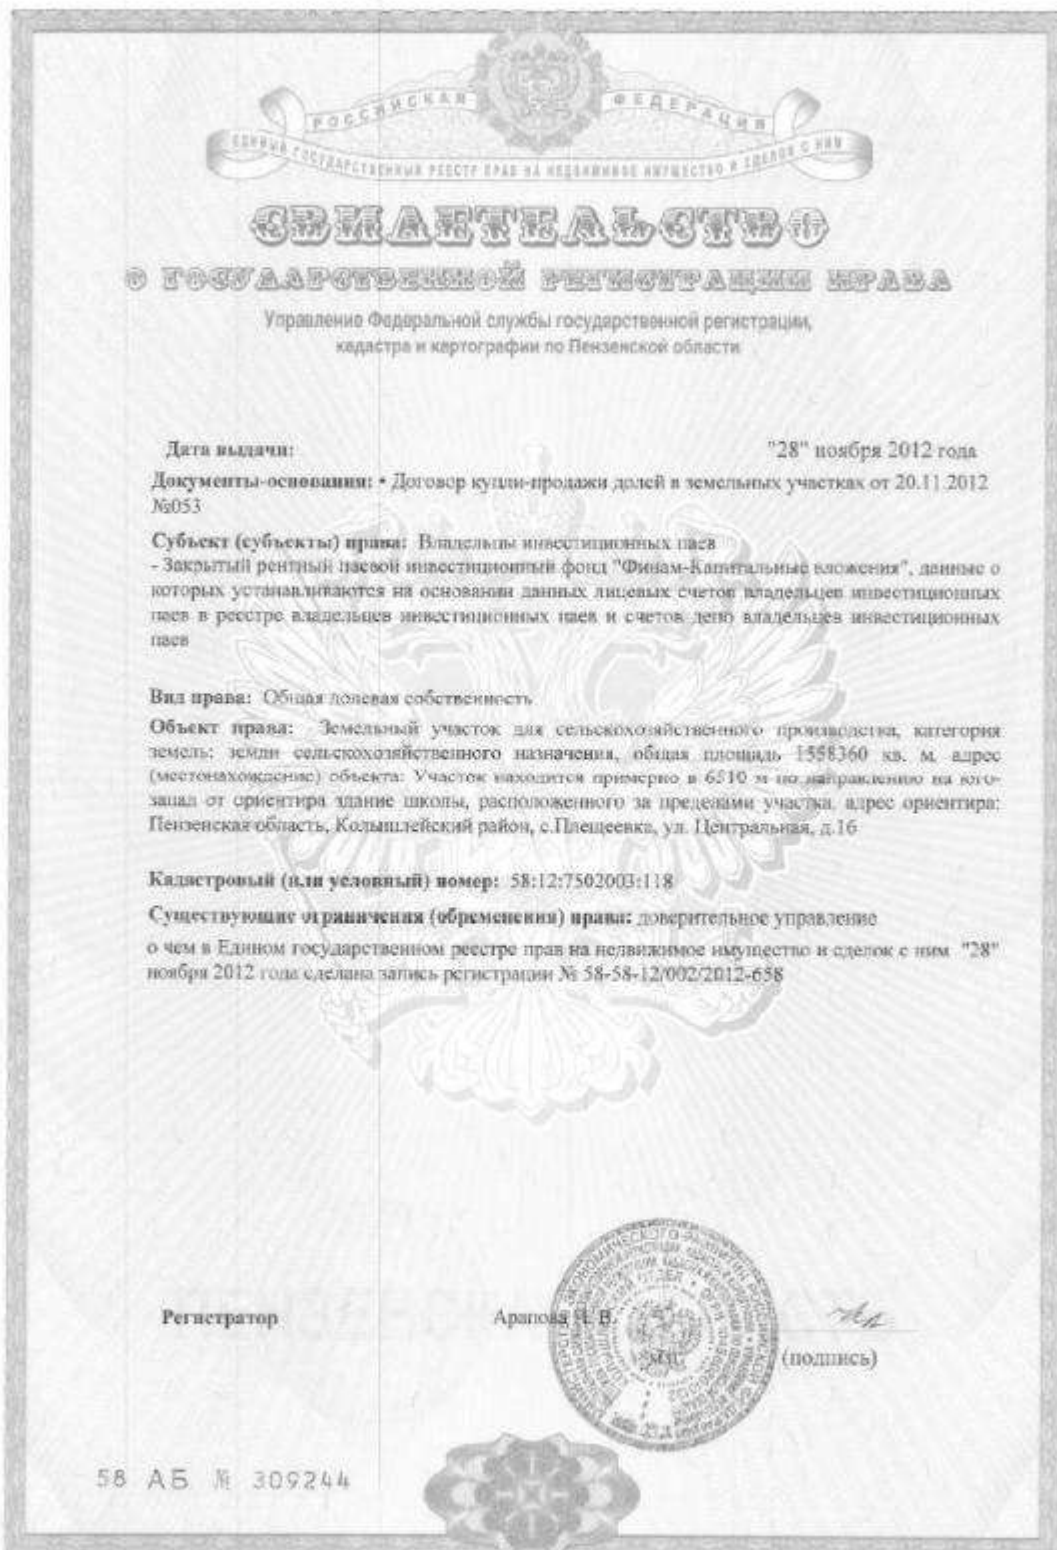 РОССИЙСКАЯ ФЕДЕРАЦИЯ
ЕДИНЫЙ ГОСУДАРСТВЕННЫЙ РЕЕСТР ПРАВ НА НЕДВИЖИМОЕ ИМУЩЕСТВО И СДЕЛОК С НИМ
СВИДЕТЕЛЬСТВО
О ГОСУДАРСТВЕННОЙ РЕГИСТРАЦИИ ПРАВА
Управление Федеральной службы государственной регистрации,
кадастра и картографии по Пензенской области
Дата выдачи: "28" ноября 2012 года
Документы-основания: • Договор купли-продажи долей в земельных участках от 20.11.2012
№053
Субъект (субъекты) права: Владельцы инвестиционных паев
- Закрытый рентный паевой инвестиционный фонд "Финам-Капитальные вложения", данные о
которых устанавливаются на основании данных лицевых счетов владельцев инвестиционных
паев в реестре владельцев инвестиционных паев и счетов депо владельцев инвестиционных
паев
Вид права: Общая долевая собственность
Объект права: Земельный участок для сельскохозяйственного производства, категория
земель: земли сельскохозяйственного назначения, общая площадь 1558360 кв. м, адрес
(местонахождение) объекта: Участок находится примерно в 6510 м по направлению на юго-
запад от ориентира здание школы, расположенного за пределами участка, адрес ориентира:
Пензенская область, Колышлейский район, с.Плещеевка, ул. Центральная, д.16
Кадастровый (или условный) номер: 58:12:7502003:118
Существующие ограничения (обременения) права: доверительное управление
о чем в Едином государственном реестре прав на недвижимое имущество и сделок с ним "28"
ноября 2012 года сделана запись регистрации № 58-58-12/002/2012-658
Регистратор Арапова В.
(подпись)
58 АБ № 309244